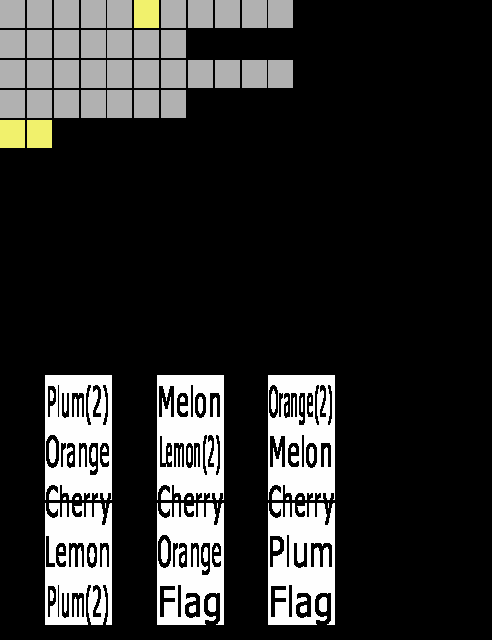 Plum(2) Melon Orange(2)
Orange Lemon(2) Melon
Cherry Cherry Cherry
Lemon Orange Plum
Plum(2) Flag Flag